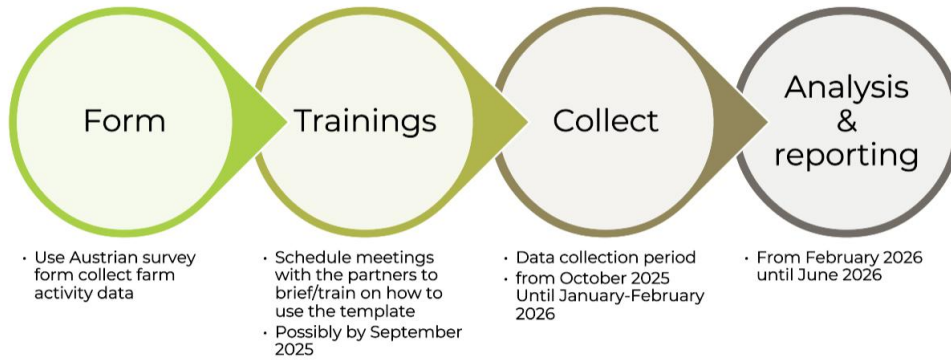 Form
Trainings
Collect
Analysis
&
reporting
· Use Austrian survey
form collect farm
activity data
· Schedule meetings
with the partners to
brief/train on how to
use the template
· Possibly by September
2025
· Data collection period
· from October 2025
Until January-February
2026
· From February 2026
until June 2026